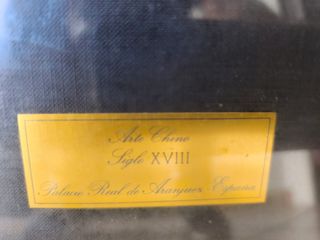 Arte Chino
Siglo XVIII
Palacio Real de Aranjuez España